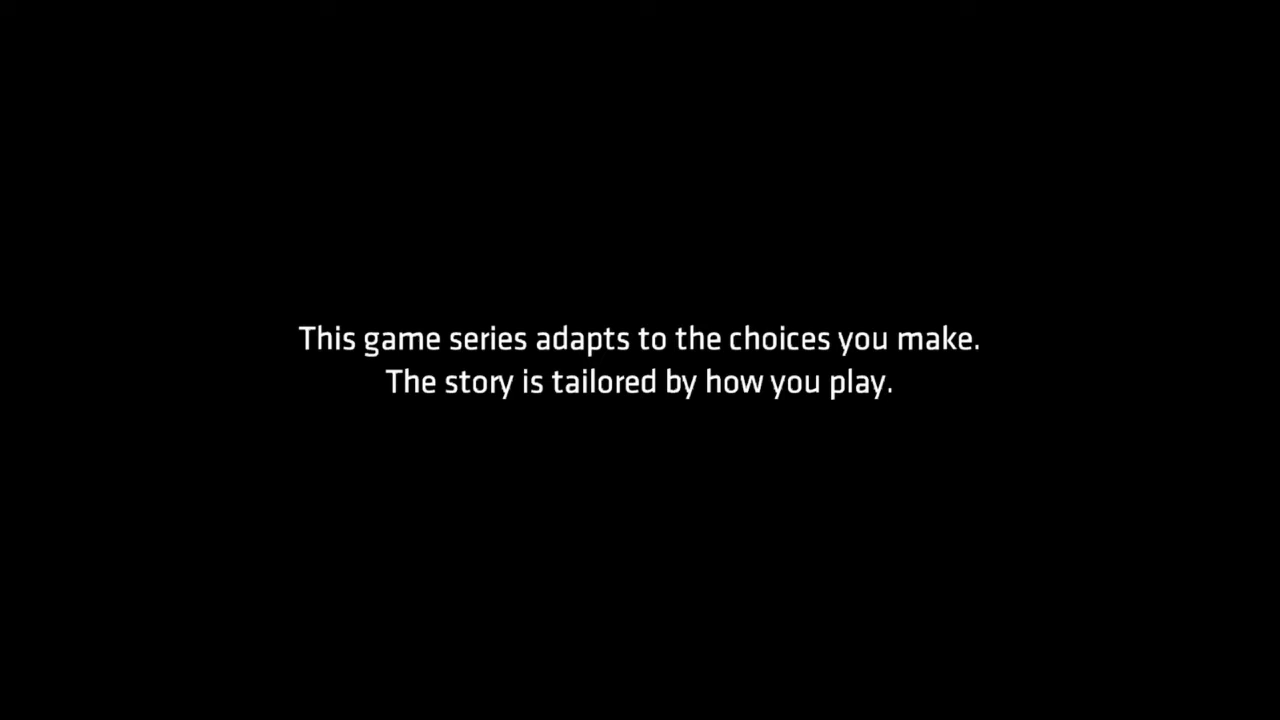 This game series adapts to the choices you make.
The story is tailored by how you play.